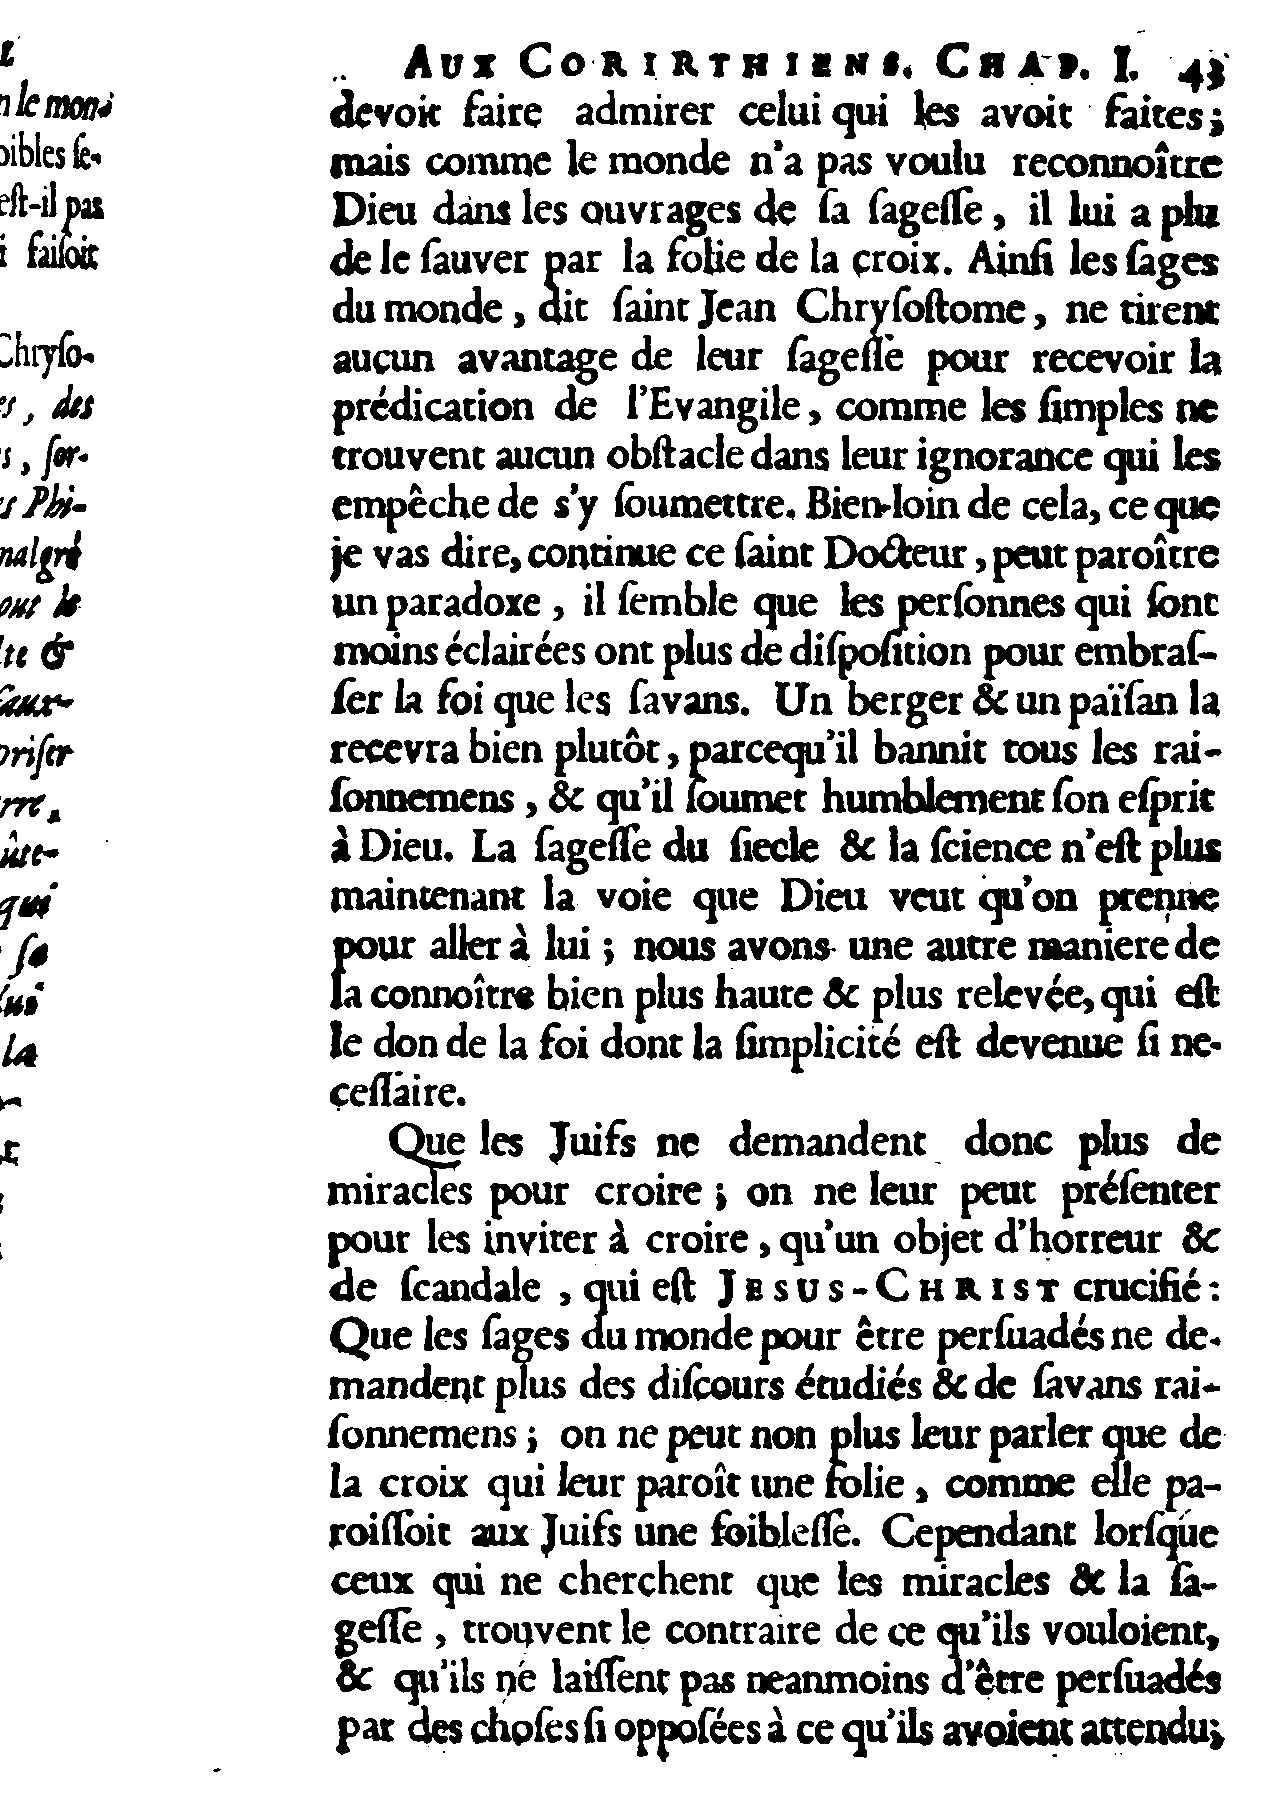 AUX CORIRTHIENS. CHAP. I. 43
devoit faire admirer celui qui les avoit faites;
mais comme le monde n'a pas voulu reconnoître
Dieu dans les ouvrages de ſa ſageſſe, il lui a plu
de le ſauver par la folie de la croix. Ainſi les ſages
du monde, dit ſaint Jean Chryſoſtome, ne tirent
aucun avantage de leur ſageſſe pour recevoir la
prédication de l'Evangile, comme les ſimples ne
trouvent aucun obſtacle dans leur ignorance qui les
empêche de s'y ſoumettre. Bien-loin de cela, ce que
je vas dire, continue ce ſaint Docteur, peut paroître
un paradoxe, il ſemble que les perſonnes qui ſont
moins éclairées ont plus de diſpoſition pour embraſ-
ſer la foi que les ſavans. Un berger & un païſan la
recevra bien plutôt, parcequ'il bannit tous les rai-
ſonnemens, & qu'il ſoumet humblement ſon eſprit
à Dieu. La ſageſſe du ſiecle & la ſcience n'eſt plus
maintenant la voie que Dieu veut qu'on prenne
pour aller à lui; nous avons une autre maniere de
la connoître bien plus haute & plus relevée, qui eſt
le don de la foi dont la ſimplicité eſt devenue ſi ne-
ceſſaire.
Que les Juifs ne demandent donc plus de
miracles pour croire; on ne leur peut préſenter
pour les inviter à croire, qu'un objet d'horreur &
de ſcandale, qui eſt JESUS-CHRIST crucifié:
Que les ſages du monde pour être perſuadés ne de-
mandent plus des diſcours étudiés & de ſavans rai-
ſonnemens; on ne peut non plus leur parler que de
la croix qui leur paroît une folie, comme elle pa-
roiſſoit aux Juifs une foibleſſe. Cependant lorſque
ceux qui ne cherchent que les miracles & la ſa-
geſſe, trouvent le contraire de ce qu'ils vouloient,
& qu'ils ne laiſſent pas neanmoins d'être perſuadés
par des choſes ſi oppoſées à ce qu'ils avoient attendu;